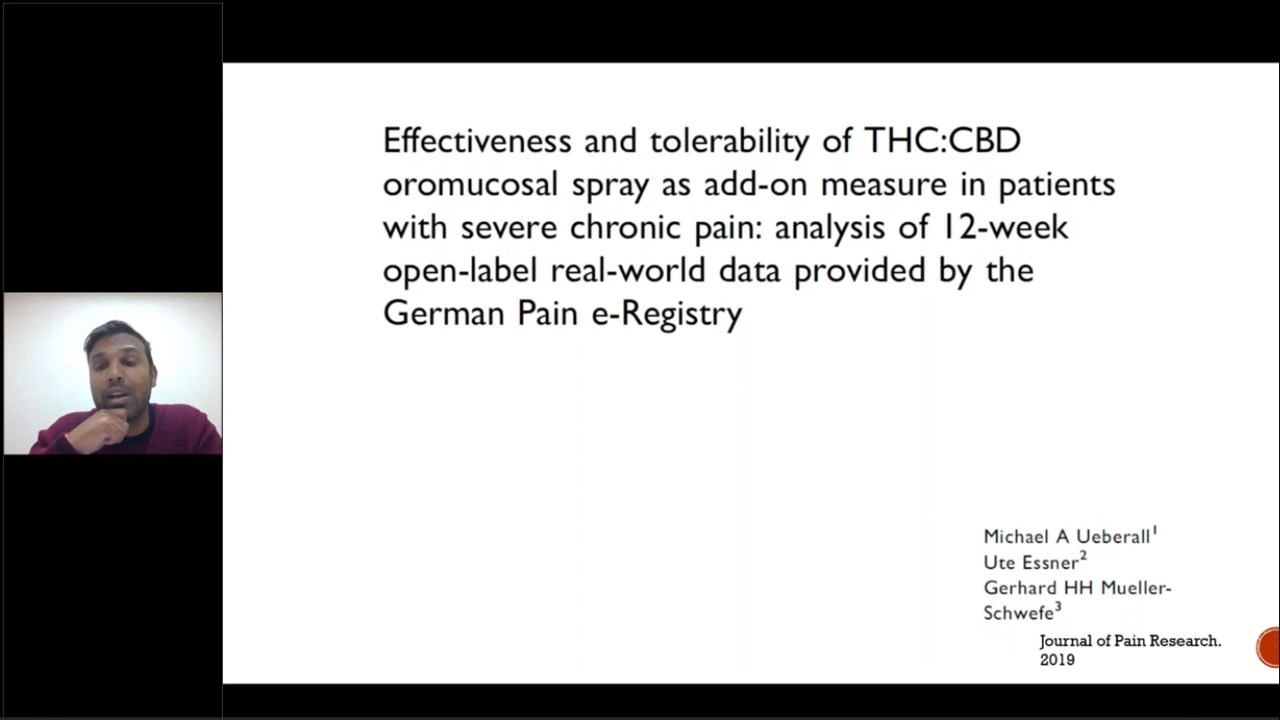 Effectiveness and tolerability of THC:CBD
oromucosal spray as add-on measure in patients
with severe chronic pain: analysis of 12-week
open-label real-world data provided by the
German Pain e-Registry
Michael A Ueberall¹
Ute Essner²
Gerhard HH Mueller-
Schwefe³
Journal of Pain Research.
2019